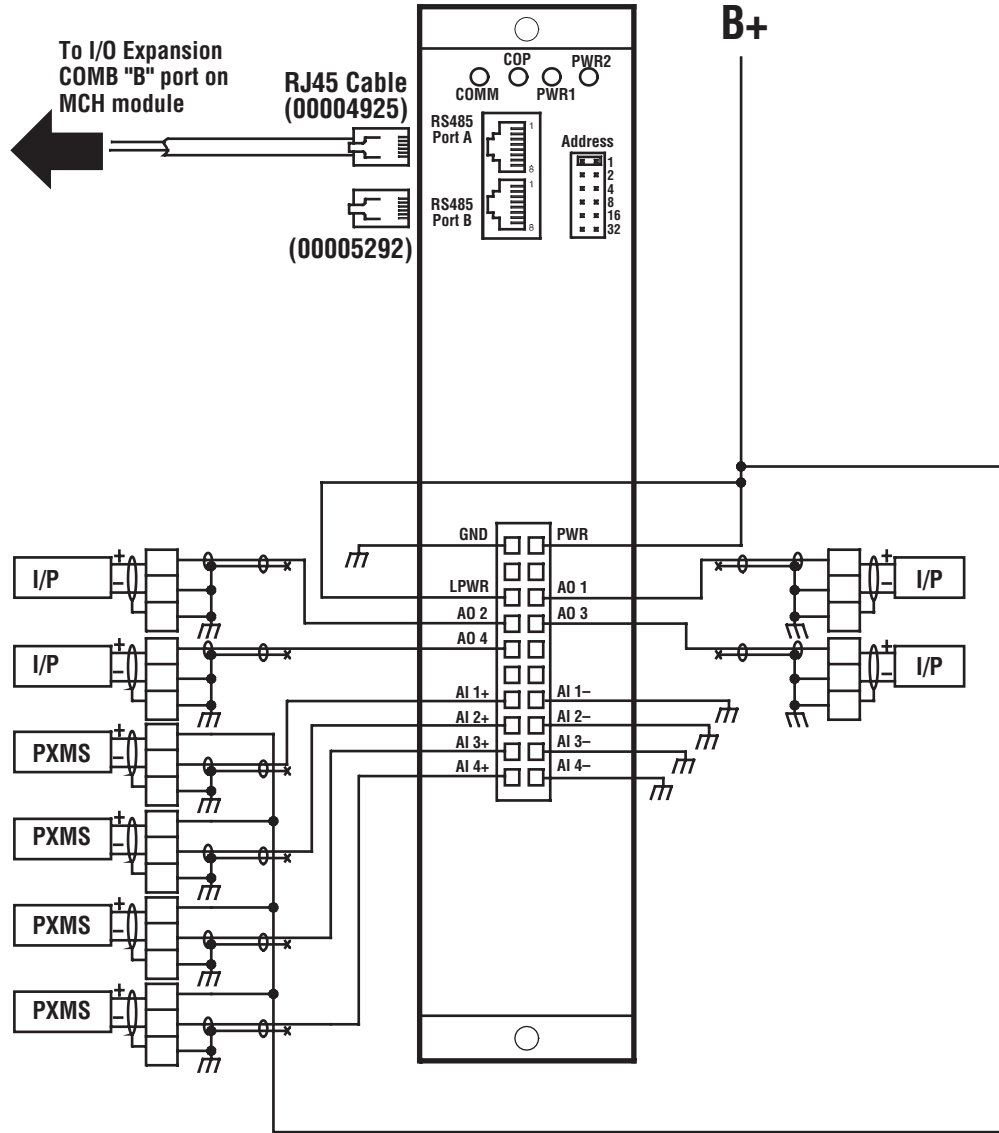 B+
To I/O Expansion
COMB "B" port on
MCH module
RJ45 Cable
(00004925)
(00005292)
COMM
COP
PWR1
PWR2
RS485
Port A
1
8
RS485
Port B
1
8
Address
1
2
4
8
16
32
GND
PWR
LPWR
AO 1
AO 2
AO 3
AO 4
AI 1+
AI 1–
AI 2+
AI 2–
AI 3+
AI 3–
AI 4+
AI 4–
+
–
I/P
+
–
I/P
+
–
PXMS
+
–
PXMS
+
–
PXMS
+
–
PXMS
+
–
I/P
+
–
I/P